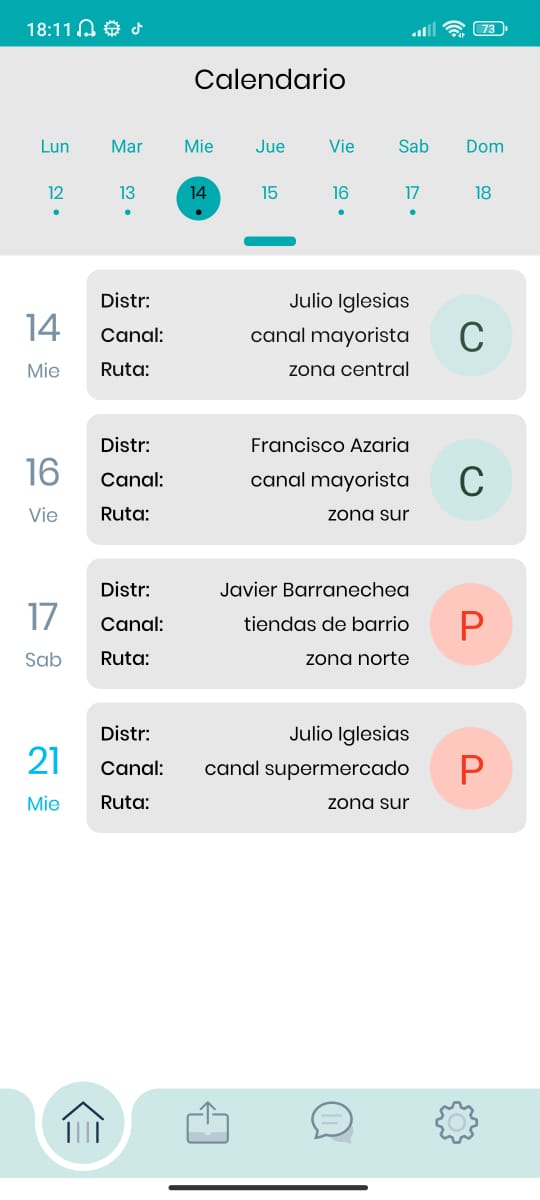 18:11 73
Calendario
Lun Mar Mie Jue Vie Sab Dom
12 13 14 15 16 17 18
14
Mie
Distr: Julio Iglesias
Canal: canal mayorista
Ruta: zona central
C
16
Vie
Distr: Francisco Azaria
Canal: canal mayorista
Ruta: zona sur
C
17
Sab
Distr: Javier Barranechea
Canal: tiendas de barrio
Ruta: zona norte
P
21
Mie
Distr: Julio Iglesias
Canal: canal supermercado
Ruta: zona sur
P